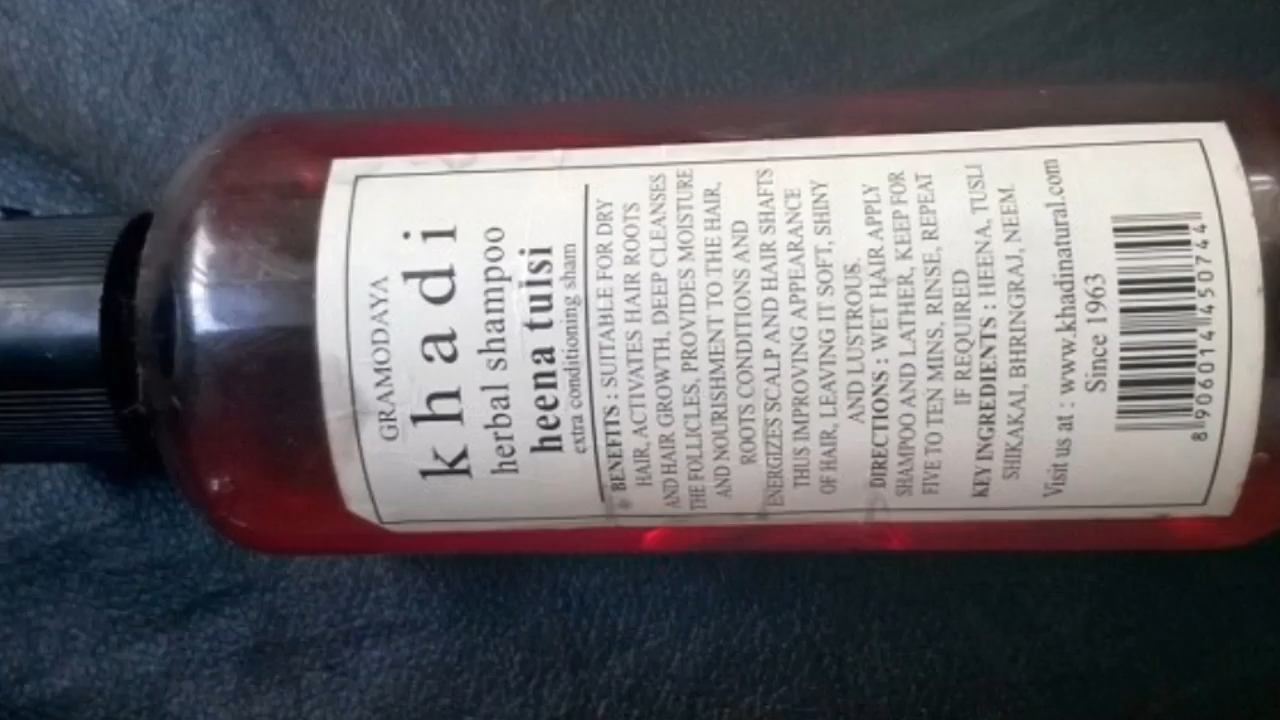 GRAMODAYA
khadi
herbal shampoo
heena tulsi
extra conditioning sham
BENEFITS : SUITABLE FOR DRY
HAIR, ACTIVATES HAIR ROOTS
AND HAIR GROWTH. DEEP CLEANSES
THE FOLLICLES, PROVIDES MOISTURE
AND NOURISHMENT TO THE HAIR,
ROOTS CONDITIONS AND
ENERGIZES SCALP AND HAIR SHAFTS
THUS IMPROVING APPEARANCE
OF HAIR, LEAVING IT SOFT, SHINY
AND LUSTROUS.
DIRECTIONS : WET HAIR APPLY
SHAMPOO AND LATHER, KEEP FOR
FIVE TO TEN MINS, RINSE, REPEAT
IF REQUIRED
KEY INGREDIENTS : HEENA, TUSLI
SHIKAKAI, BHRINGRAJ, NEEM.
Visit us at : www.khadinatural.com
Since 1963
8 906014 450744